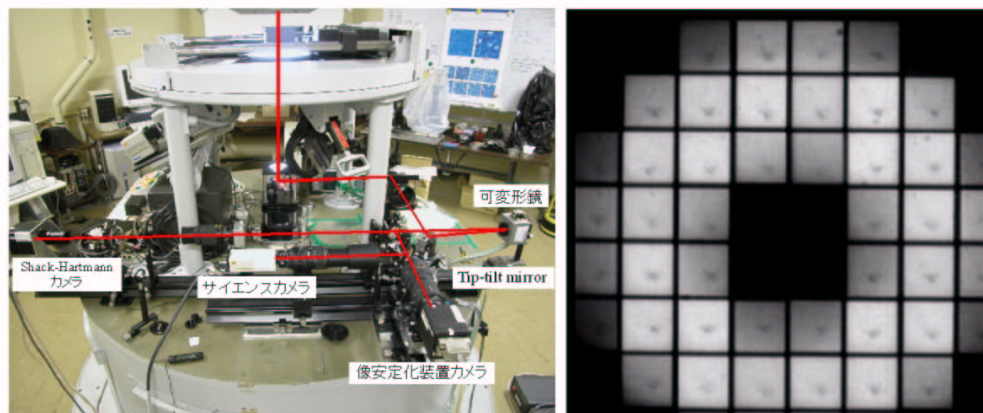 可変形鏡
Tip-tilt mirror
Shack-Hartmann
カメラ
サイエンスカメラ
像安定化装置カメラ